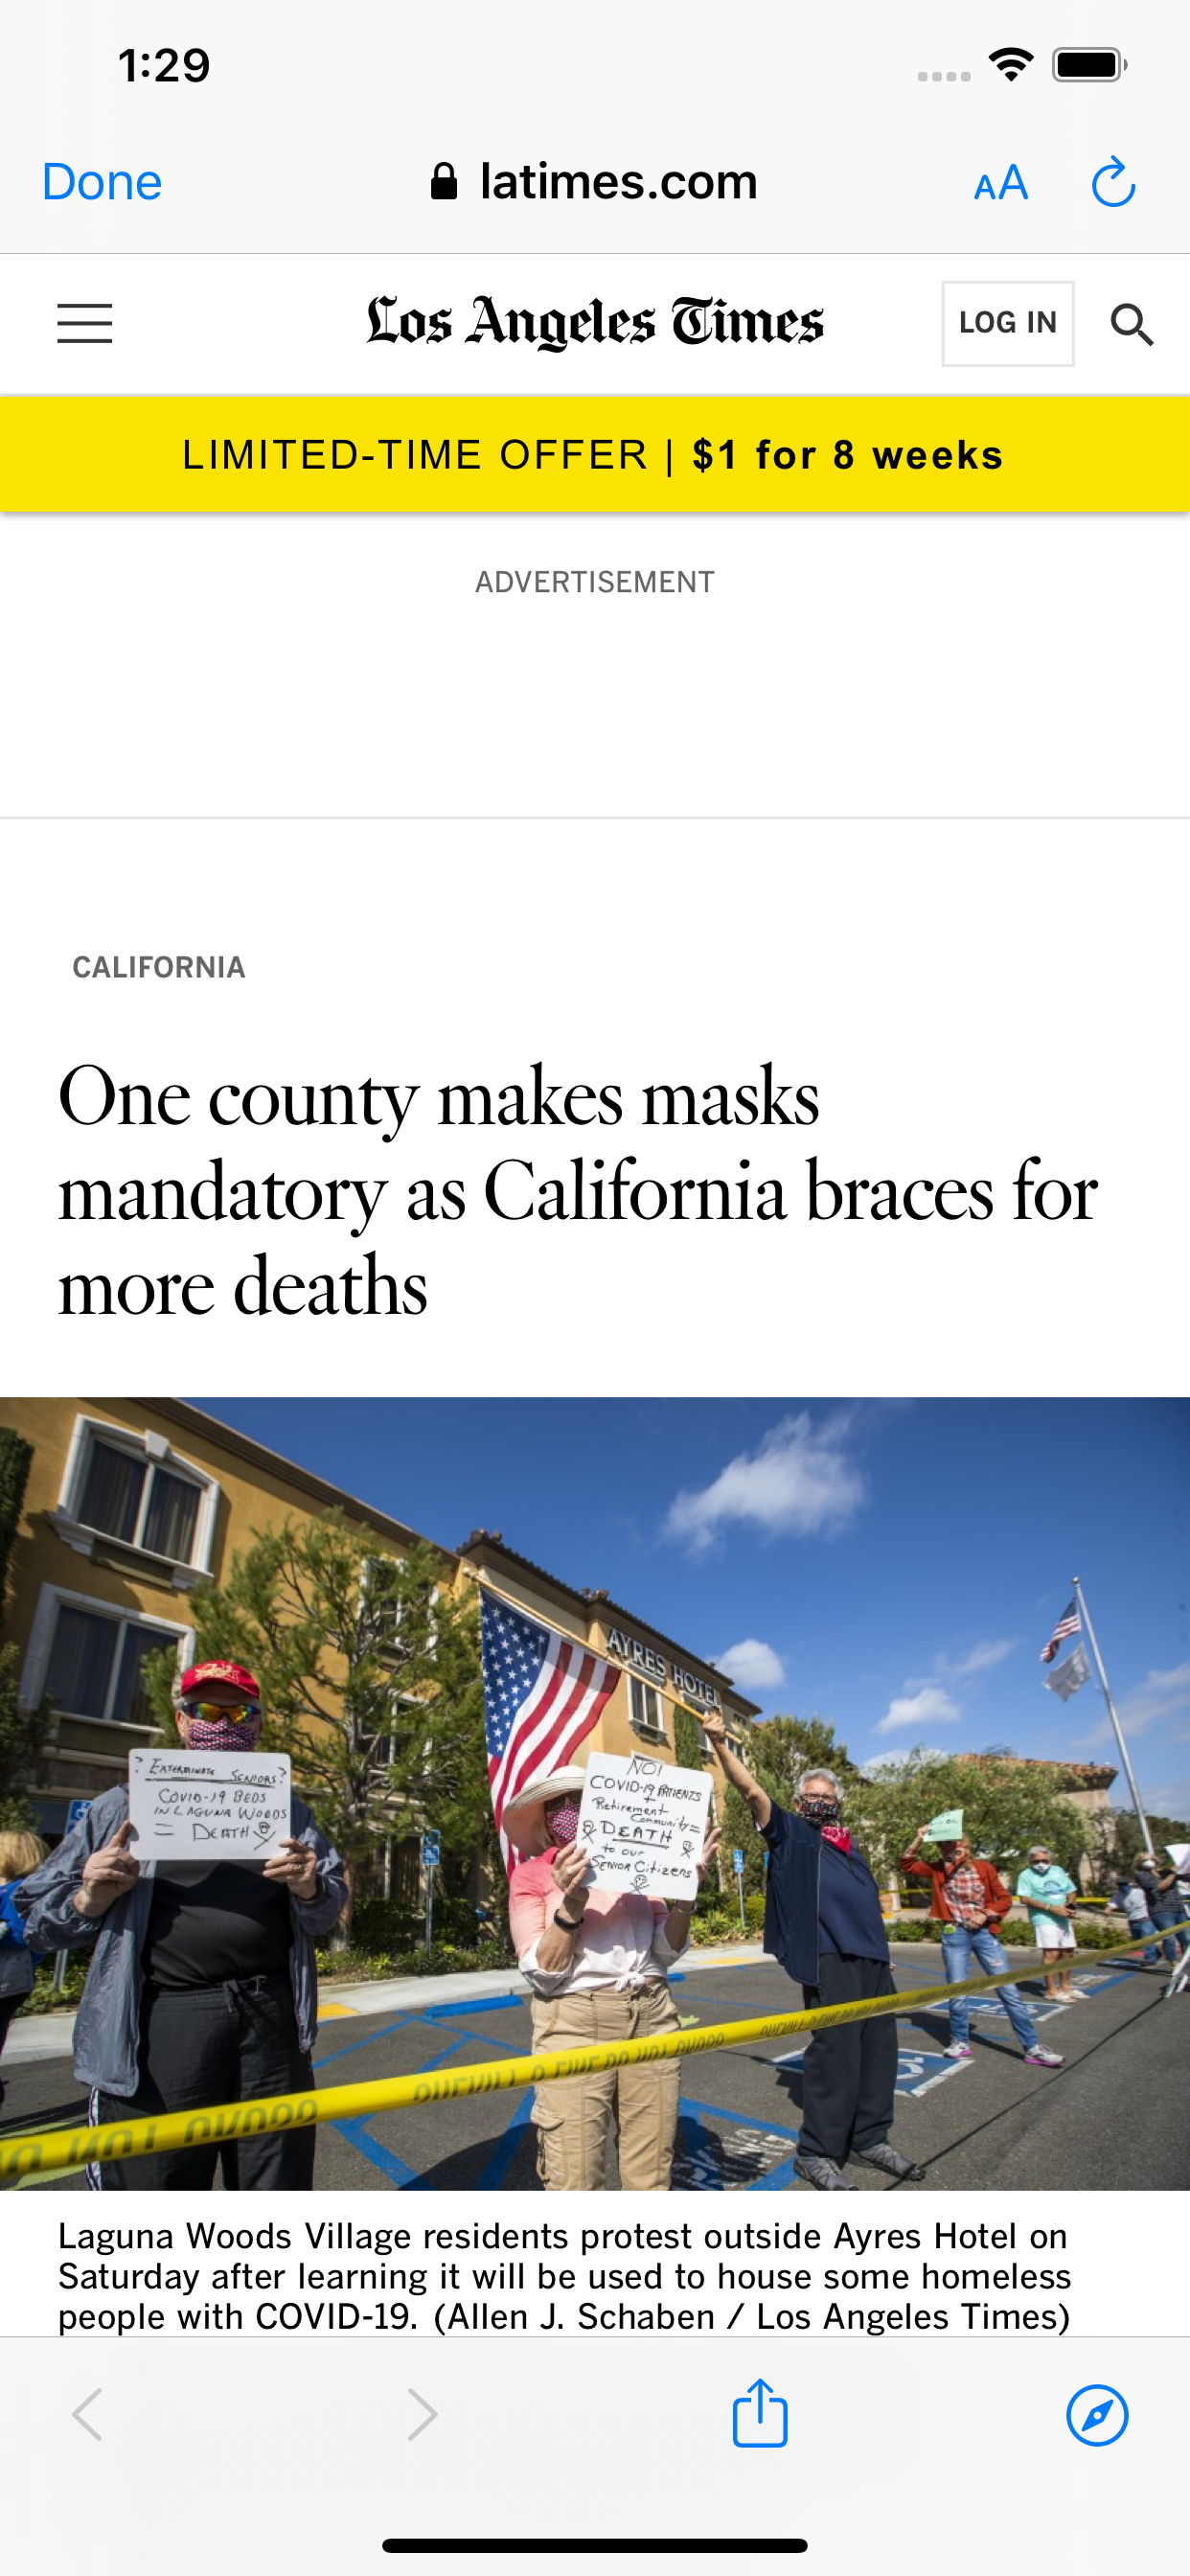 1:29
Done latimes.com AA
Los Angeles Times LOG IN
LIMITED-TIME OFFER | $1 for 8 weeks
ADVERTISEMENT
CALIFORNIA
One county makes masks
mandatory as California braces for
more deaths
AYRES HOTEL
? EXTERMINATE SENIORS?
COVID-19 BEDS
IN LAGUNA WOODS
= DEATH
NO!
COVID-19 PATIENTS
+
Retirement
Community =
DEATH
to our
SENIOR Citizens
DO NOT
Laguna Woods Village residents protest outside Ayres Hotel on
Saturday after learning it will be used to house some homeless
people with COVID-19. (Allen J. Schaben / Los Angeles Times)